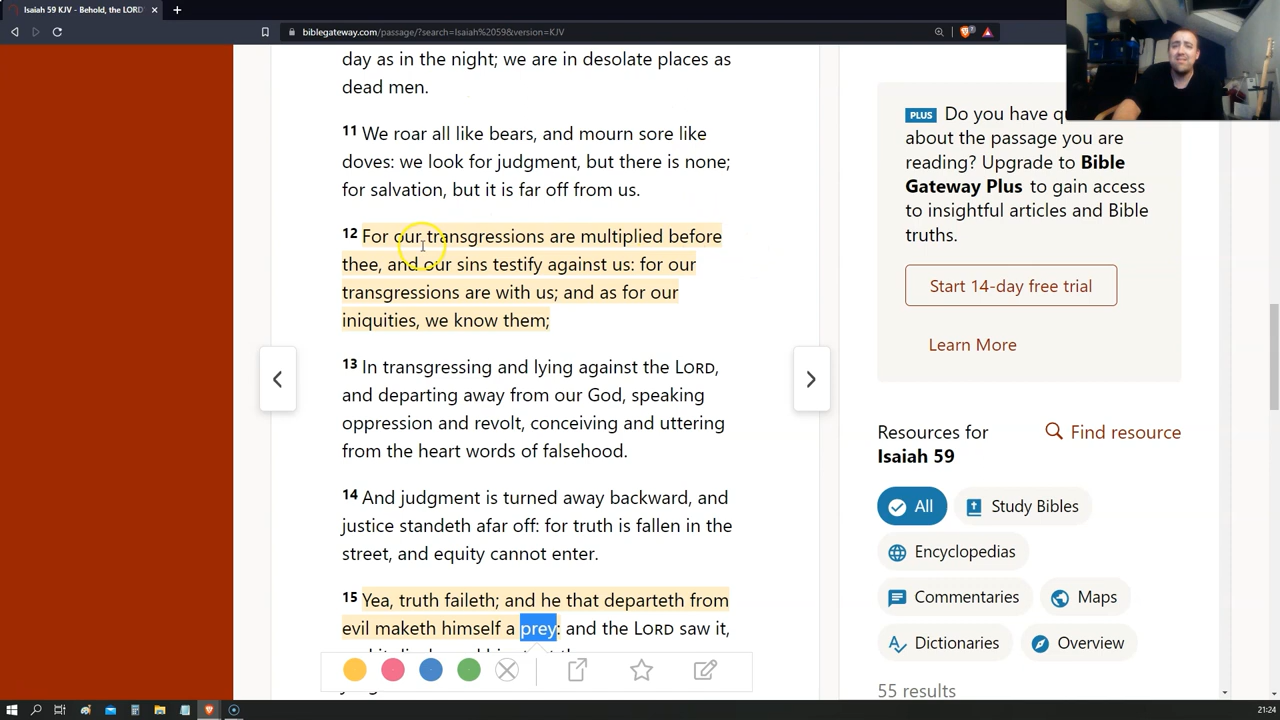 Isaiah 59 KJV - Behold, the LORD'
biblegateway.com/passage/?search=Isaiah%2059&version=KJV
day as in the night; we are in desolate places as
dead men.
11 We roar all like bears, and mourn sore like
doves: we look for judgment, but there is none;
for salvation, but it is far off from us.
12 For our transgressions are multiplied before
thee, and our sins testify against us: for our
transgressions are with us; and as for our
iniquities, we know them;
13 In transgressing and lying against the LORD,
and departing away from our God, speaking
oppression and revolt, conceiving and uttering
from the heart words of falsehood.
14 And judgment is turned away backward, and
justice standeth afar off: for truth is fallen in the
street, and equity cannot enter.
15 Yea, truth faileth; and he that departeth from
evil maketh himself a prey: and the LORD saw it,
PLUS Do you have qu
about the passage you are
reading? Upgrade to Bible
Gateway Plus to gain access
to insightful articles and Bible
truths.
Start 14-day free trial
Learn More
Resources for
Isaiah 59
Find resource
All
Study Bibles
Encyclopedias
Commentaries
Maps
Dictionaries
Overview
55 results
21:24